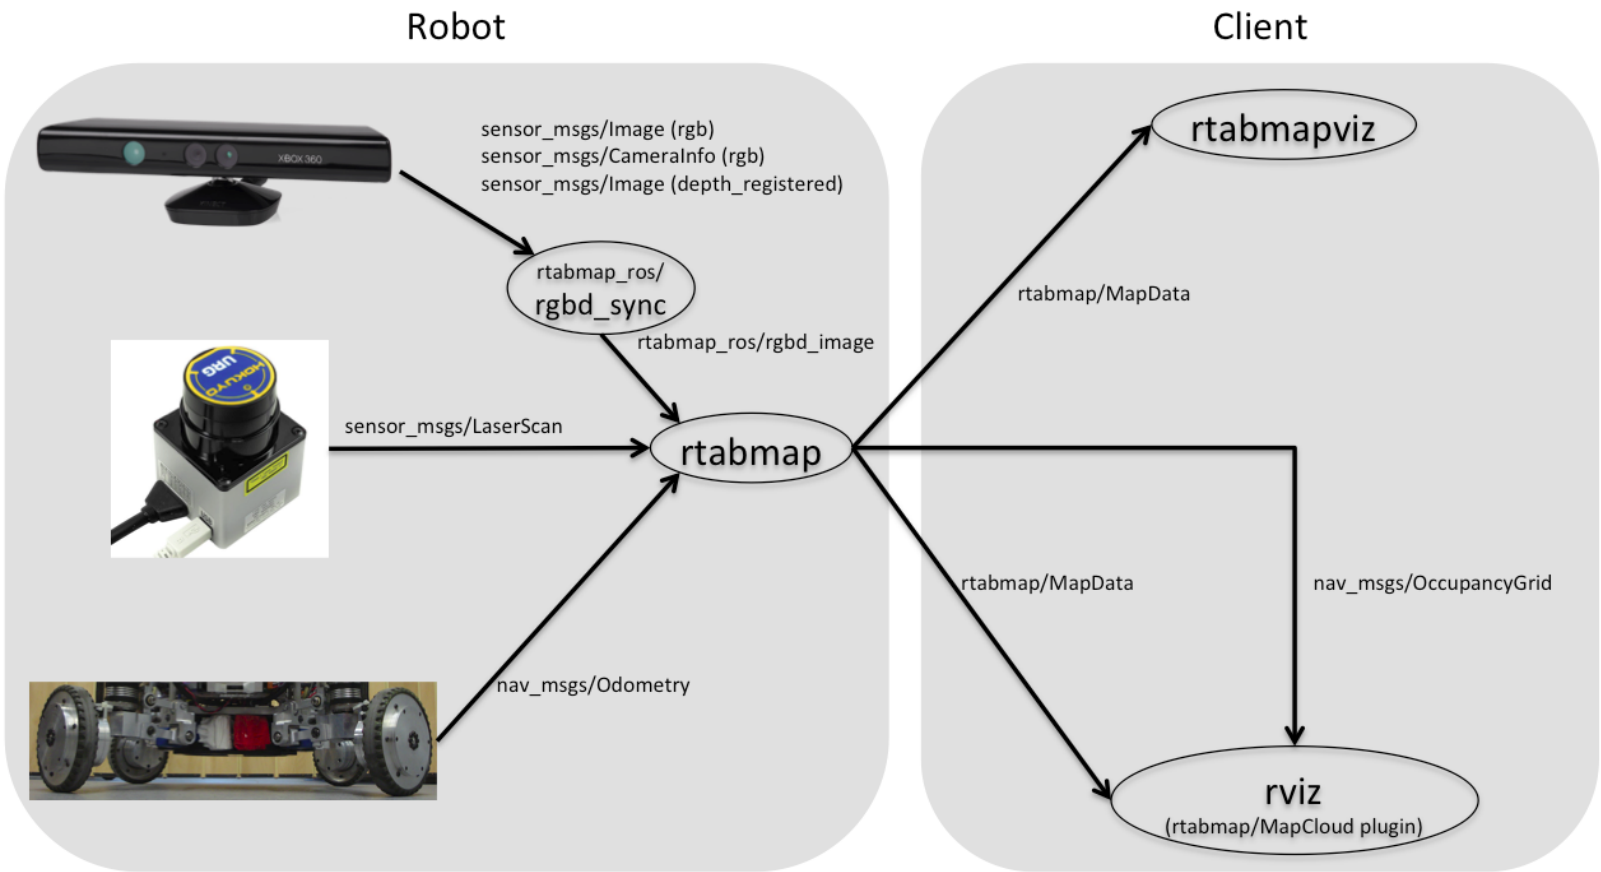 Robot
Client
XBOX 360
sensor_msgs/Image (rgb)
sensor_msgs/CameraInfo (rgb)
sensor_msgs/Image (depth_registered)
rtabmapviz
rtabmap_ros/
rgbd_sync
rtabmap/MapData
rtabmap_ros/rgbd_image
URG
HOKUYO
sensor_msgs/LaserScan
rtabmap
rtabmap/MapData
nav_msgs/OccupancyGrid
nav_msgs/Odometry
rviz
(rtabmap/MapCloud plugin)